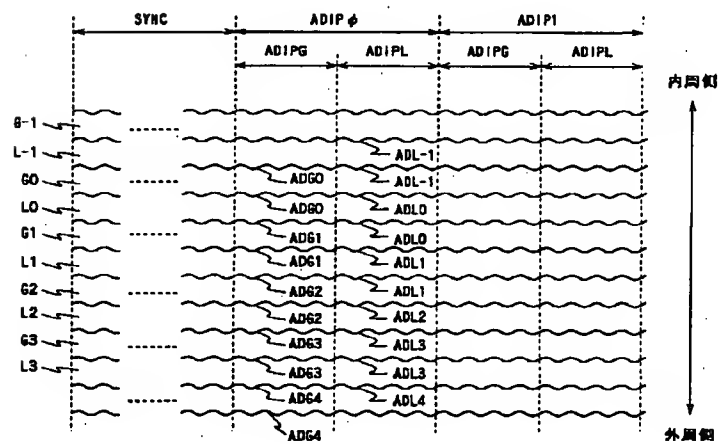 SYNC ADIPφ ADIP1
ADIPG ADIPL ADIPG ADIPL
内周側
G-1
L-1 ADL-1
G0 ADG0 ADL-1
L0 ADG0 ADL0
G1 ADG1 ADL0
L1 ADG1 ADL1
G2 ADG2 ADL1
L2 ADG2 ADL2
G3 ADG3 ADL3
L3 ADG3 ADL3
ADG4 ADL4
ADG4
外周側